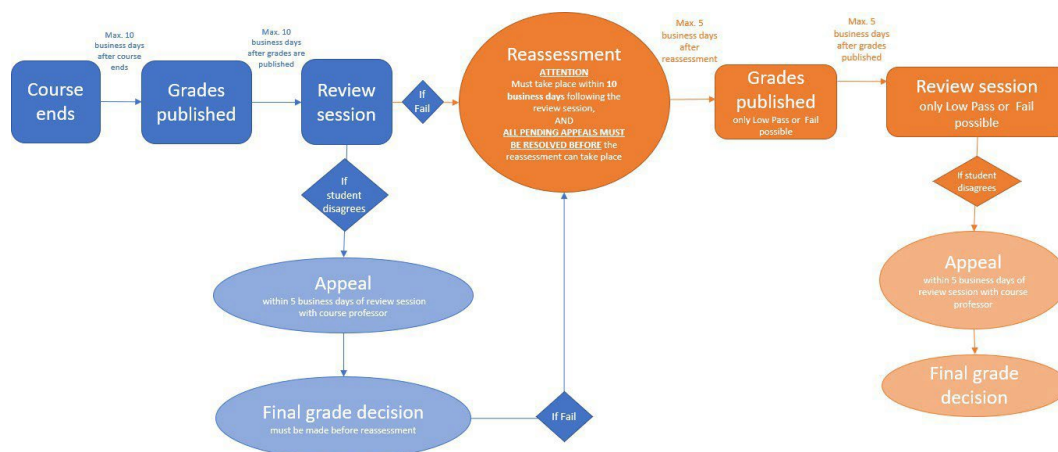 Max. 10
business days
after course
ends
Max. 10
business days
after grades are
published
Course
ends
Grades
published
Review
session
If
Fail
Reassessment
ATTENTION
Must take place within 10
business days following the
review session,
AND
ALL PENDING APPEALS MUST
BE RESOLVED BEFORE the
reassessment can take place
Max. 5
business days
after
reassessment
Max. 5
business days
after grades
published
Grades
published
only Low Pass or Fail
possible
Review session
only Low Pass or Fail
possible
If
student
disagrees
Appeal
within 5 business days of review session
with course professor
Final grade decision
must be made before reassessment
If Fail
If student
disagrees
Appeal
within 5 business days of
review session with course
professor
Final grade
decision